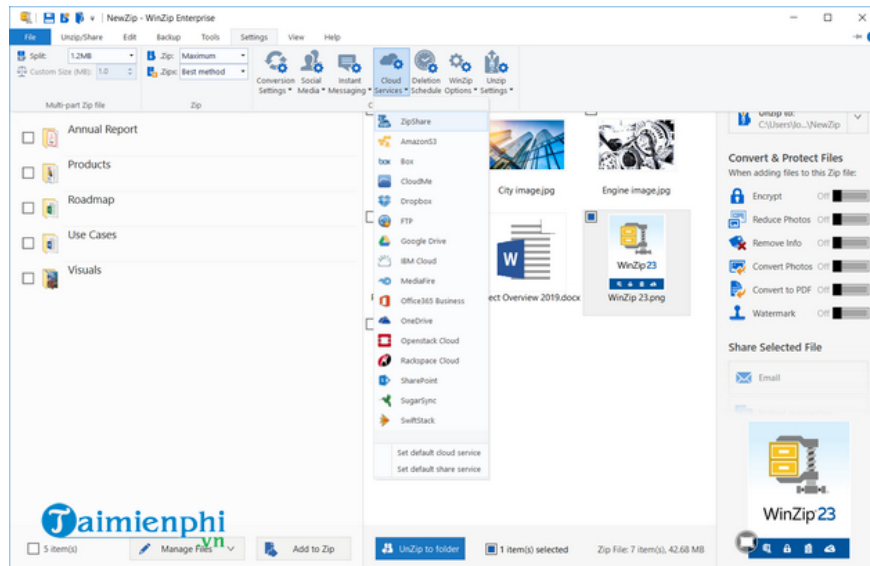 NewZip - WinZip Enterprise
File Unzip/Share Edit Backup Tools Settings View Help
Split: 1.2MB
Custom Size (MB): 1.0
Multi-part Zip file
.Zip: Maximum
.Zipx: Best method
Zip
Conversion Settings
Social Media
Instant Messaging
Cloud Services
Deletion Schedule
WinZip Options
Unzip Settings
Annual Report
Products
Roadmap
Use Cases
Visuals
ZipShare
AmazonS3
box Box
CloudMe
Dropbox
FTP
Google Drive
IBM Cloud
MediaFire
Office365 Business
OneDrive
Openstack Cloud
Rackspace Cloud
SharePoint
SugarSync
SwiftStack
Set default cloud service
Set default share service
City image.jpg
Engine image.jpg
W
ect Overview 2019.docx
WinZip 23
WinZip 23.png
Unzip to:
C:\Users\lo...\NewZip
Convert & Protect Files
When adding files to this Zip file:
Encrypt Off
Reduce Photos Off
Remove Info Off
Convert Photos Off
Convert to PDF Off
Watermark Off
Share Selected File
Email
WinZip 23
Taimienphi
.vn
5 item(s)
Manage Files
Add to Zip
UnZip to folder
1 item(s) selected
Zip File: 7 item(s), 42.68 MB